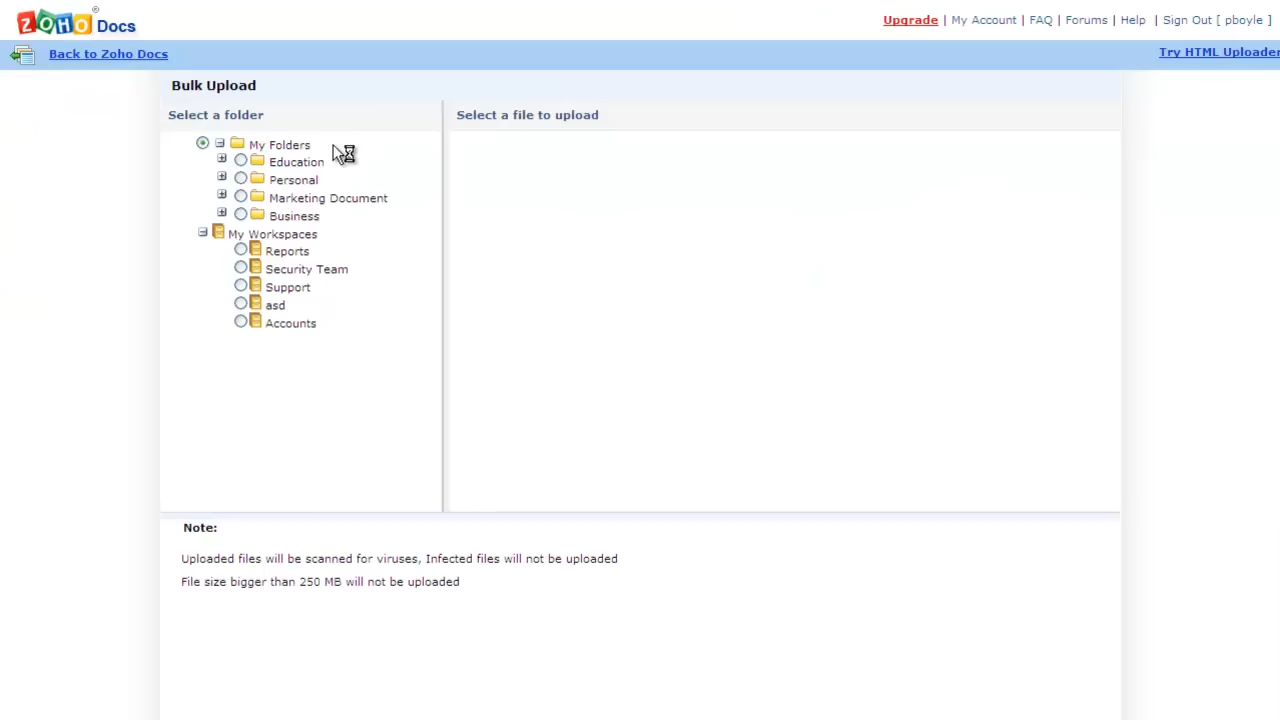 ZOHO® Docs
Upgrade | My Account | FAQ | Forums | Help | Sign Out [ pboyle ]
Back to Zoho Docs
Try HTML Uploader
Bulk Upload
Select a folder
Select a file to upload
My Folders
Education
Personal
Marketing Document
Business
My Workspaces
Reports
Security Team
Support
asd
Accounts
Note:
Uploaded files will be scanned for viruses, Infected files will not be uploaded
File size bigger than 250 MB will not be uploaded